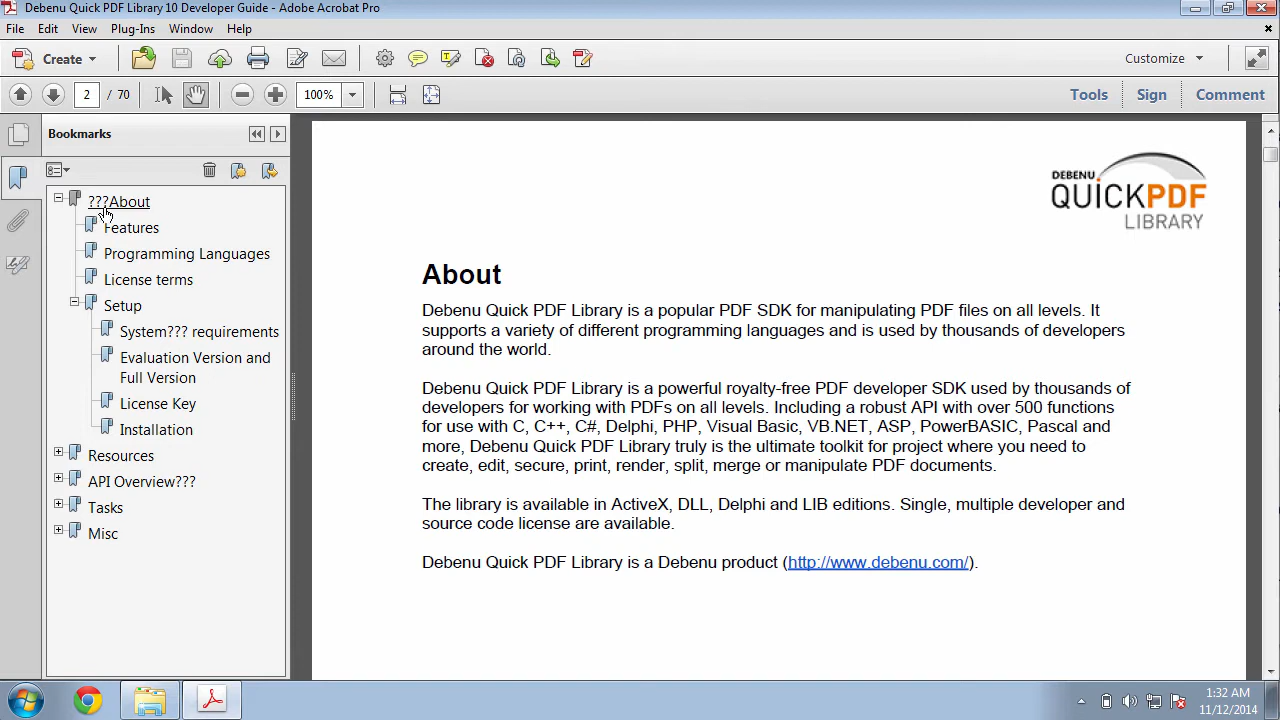 Debenu Quick PDF Library 10 Developer Guide - Adobe Acrobat Pro
File Edit View Plug-Ins Window Help
Create
Customize
2 / 70
100%
Tools Sign Comment
Bookmarks
???About
Features
Programming Languages
License terms
Setup
System??? requirements
Evaluation Version and
Full Version
License Key
Installation
Resources
API Overview???
Tasks
Misc
DEBENU
QUICKPDF
LIBRARY
About
Debenu Quick PDF Library is a popular PDF SDK for manipulating PDF files on all levels. It
supports a variety of different programming languages and is used by thousands of developers
around the world.
Debenu Quick PDF Library is a powerful royalty-free PDF developer SDK used by thousands of
developers for working with PDFs on all levels. Including a robust API with over 500 functions
for use with C, C++, C#, Delphi, PHP, Visual Basic, VB.NET, ASP, PowerBASIC, Pascal and
more, Debenu Quick PDF Library truly is the ultimate toolkit for project where you need to
create, edit, secure, print, render, split, merge or manipulate PDF documents.
The library is available in ActiveX, DLL, Delphi and LIB editions. Single, multiple developer and
source code license are available.
Debenu Quick PDF Library is a Debenu product (http://www.debenu.com/).
1:32 AM
11/12/2014